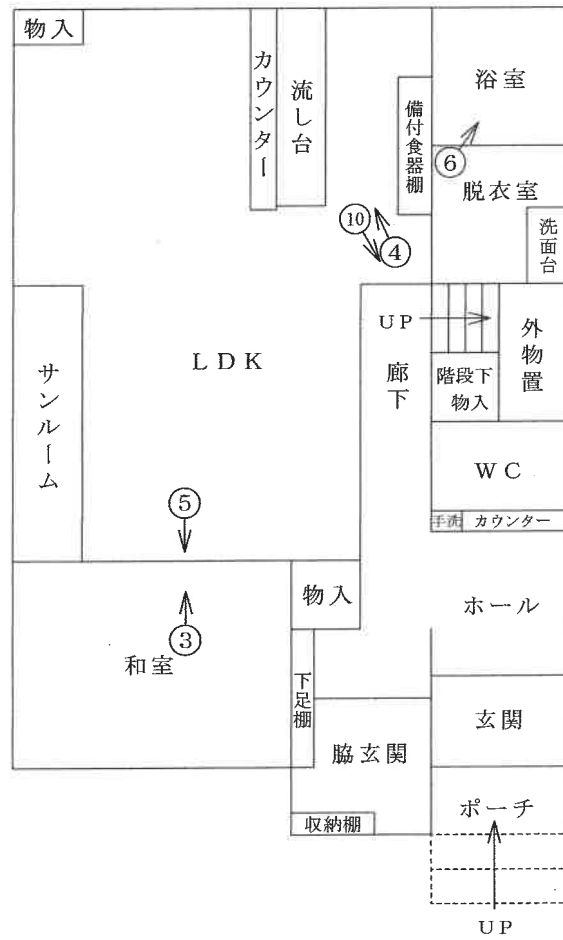 物入
カウンター
流し台
備付食器棚
浴室
⑥
脱衣室
洗面台
⑩
④
UP
外物置
LDK
廊下
階段下
物入
サンルーム
WC
手洗
カウンター
⑤
物入
ホール
③
和室
下足棚
玄関
脇玄関
収納棚
ポーチ
UP